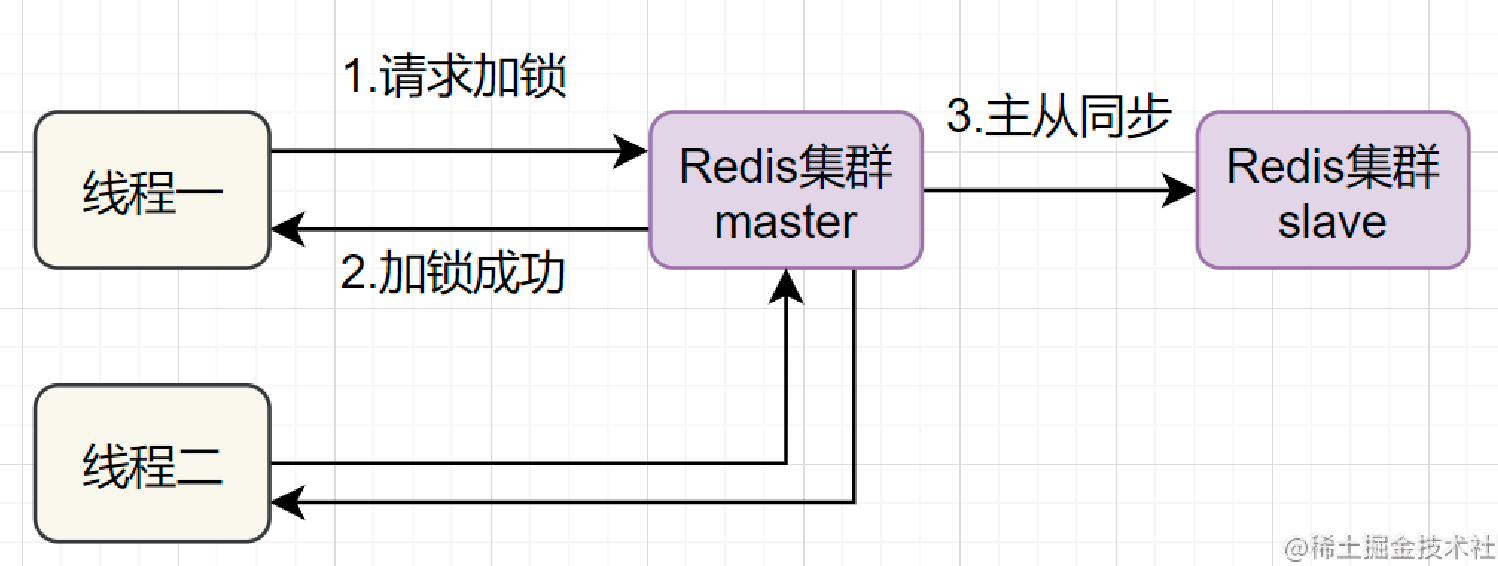 1.请求加锁
线程一
2.加锁成功
Redis集群
master
3.主从同步
Redis集群
slave
线程二
@稀土掘金技术社